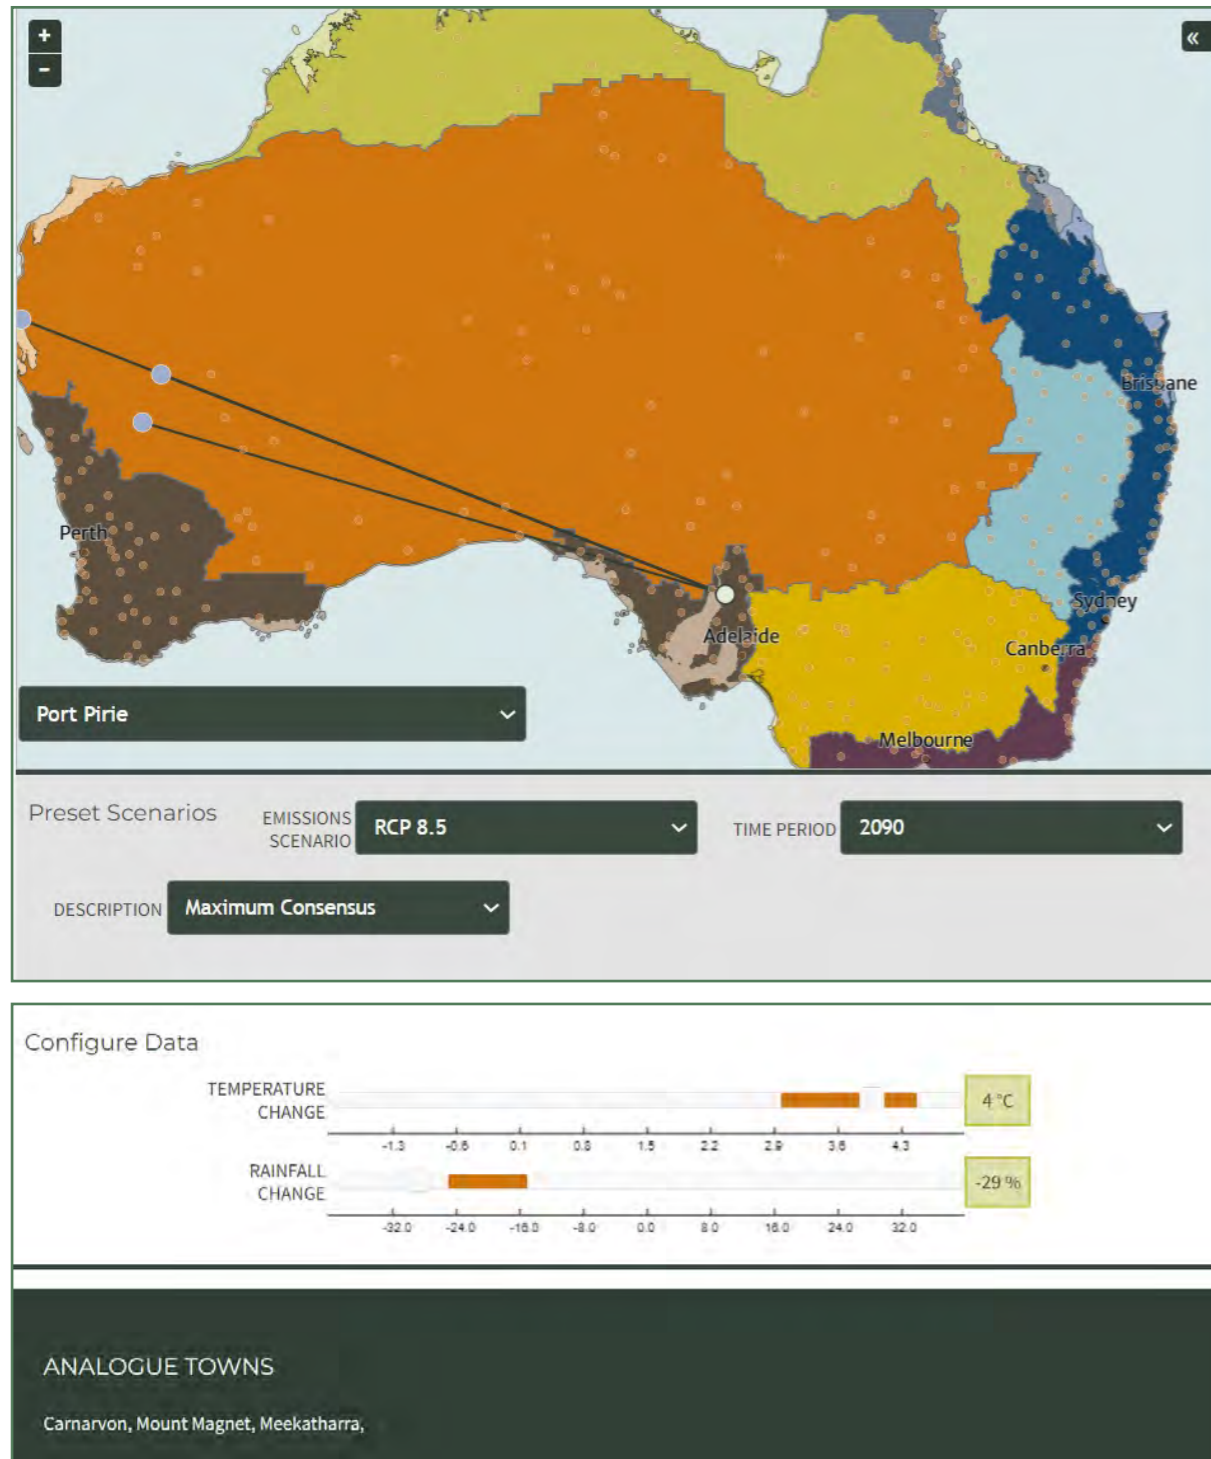 +
-
«
Brisbane
Perth
Sydney
Adelaide
Canberra
Melbourne
Port Pirie
Preset Scenarios
EMISSIONS
SCENARIO
RCP 8.5
TIME PERIOD
2090
DESCRIPTION
Maximum Consensus
Configure Data
TEMPERATURE
CHANGE
4 °C
-1.3 -0.6 0.1 0.8 1.5 2.2 2.9 3.6 4.3
RAINFALL
CHANGE
-29 %
-32.0 -24.0 -16.0 -8.0 0.0 8.0 16.0 24.0 32.0
ANALOGUE TOWNS
Carnarvon, Mount Magnet, Meekatharra,